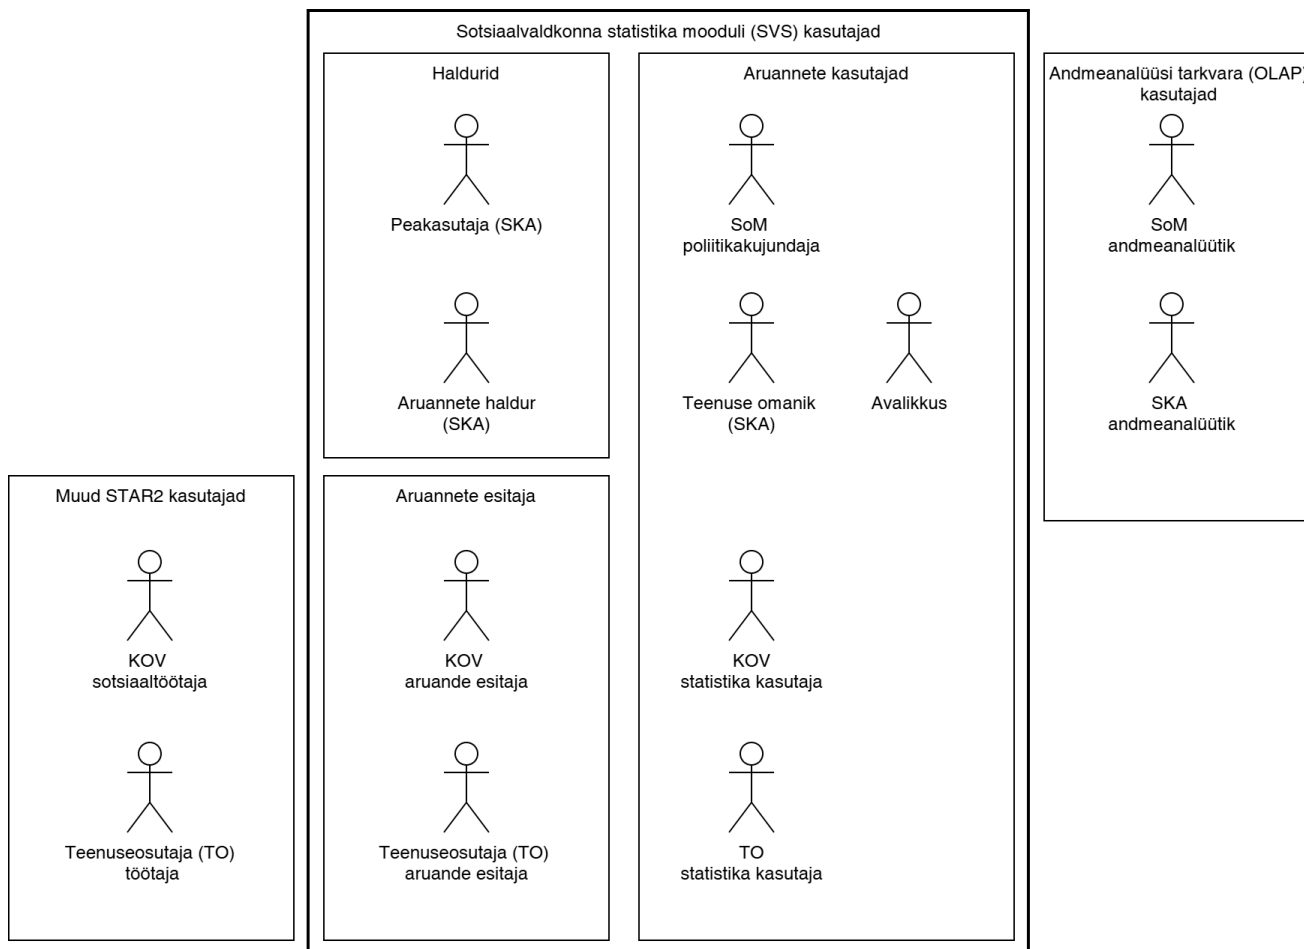 Sotsiaalvaldkonna statistika mooduli (SVS) kasutajad
Haldurid
Peakasutaja (SKA)
Aruannete haldur
(SKA)
Aruannete kasutajad
SoM
poliitikakujundaja
Teenuse omanik
(SKA)
Avalikkus
KOV
statistika kasutaja
TO
statistika kasutaja
Andmeanalüüsi tarkvara (OLAP)
kasutajad
SoM
andmeanalüütik
SKA
andmeanalüütik
Muud STAR2 kasutajad
KOV
sotsiaaltöötaja
Teenuseosutaja (TO)
töötaja
Aruannete esitaja
KOV
aruande esitaja
Teenuseosutaja (TO)
aruande esitaja